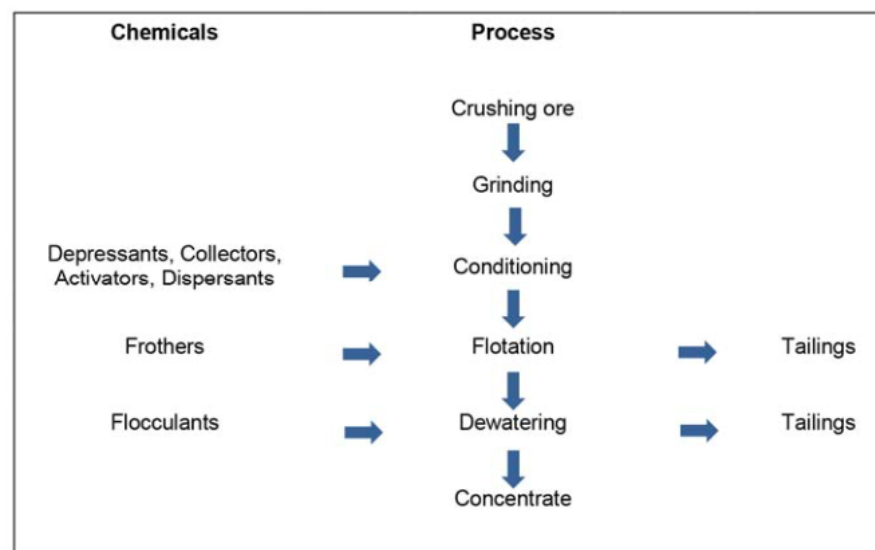 Chemicals Process
Crushing ore
Grinding
Depressants, Collectors,
Activators, Dispersants
Conditioning
Frothers Flotation Tailings
Flocculants Dewatering Tailings
Concentrate